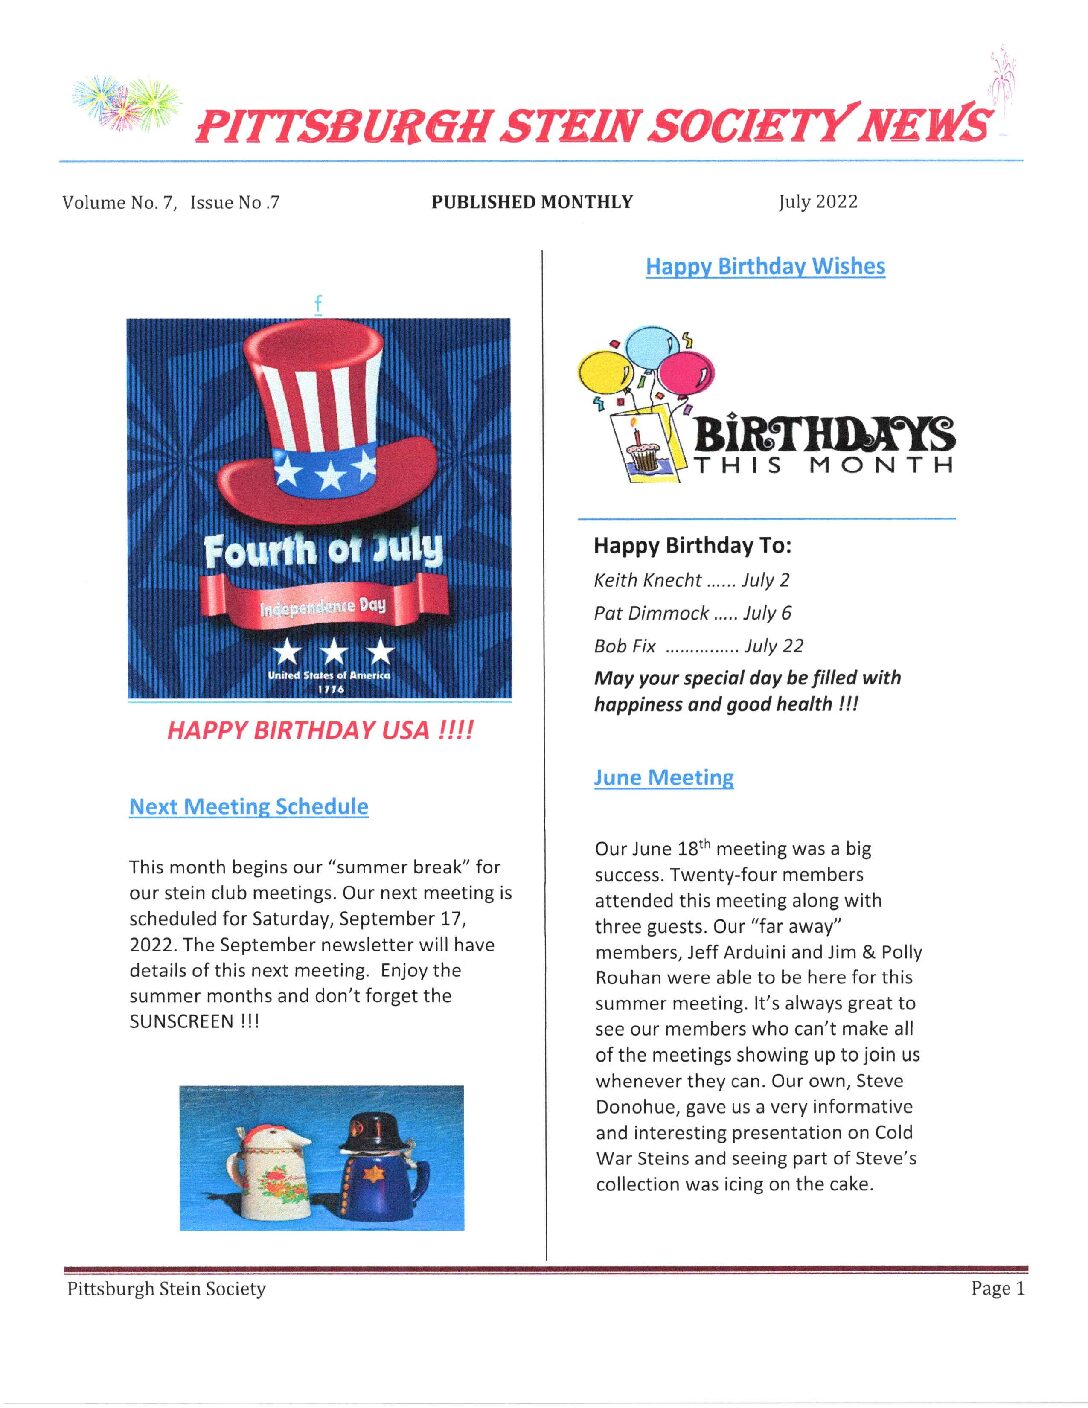 PITTSBURGH STEIN SOCIETY NEWS
Volume No. 7, Issue No .7 PUBLISHED MONTHLY July 2022
f
Fourth of July
Independence Day
United States of America
1776
HAPPY BIRTHDAY USA !!!!
Next Meeting Schedule
This month begins our “summer break” for
our stein club meetings. Our next meeting is
scheduled for Saturday, September 17,
2022. The September newsletter will have
details of this next meeting. Enjoy the
summer months and don’t forget the
SUNSCREEN !!!
Happy Birthday Wishes
BIRTHDAYS
THIS MONTH
Happy Birthday To:
Keith Knecht ...... July 2
Pat Dimmock ..... July 6
Bob Fix ............... July 22
May your special day be filled with
happiness and good health !!!
June Meeting
Our June 18th meeting was a big
success. Twenty-four members
attended this meeting along with
three guests. Our “far away”
members, Jeff Arduini and Jim & Polly
Rouhan were able to be here for this
summer meeting. It’s always great to
see our members who can’t make all
of the meetings showing up to join us
whenever they can. Our own, Steve
Donohue, gave us a very informative
and interesting presentation on Cold
War Steins and seeing part of Steve’s
collection was icing on the cake.
Pittsburgh Stein Society Page 1